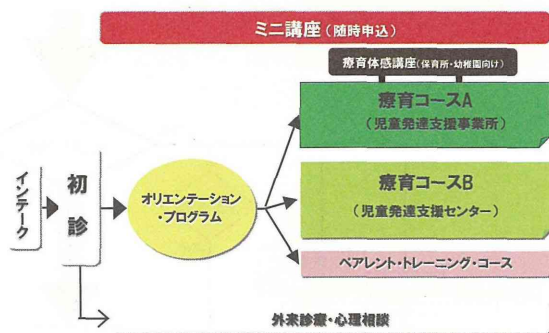 ミニ講座(随時申込)
療育体感講座(保育所・幼稚園向け)
療育コースA
(児童発達支援事業所)
インテーク
初診
オリエンテーション
・プログラム
療育コースB
(児童発達支援センター)
ペアレント・トレーニング・コース
外来診療・心理相談